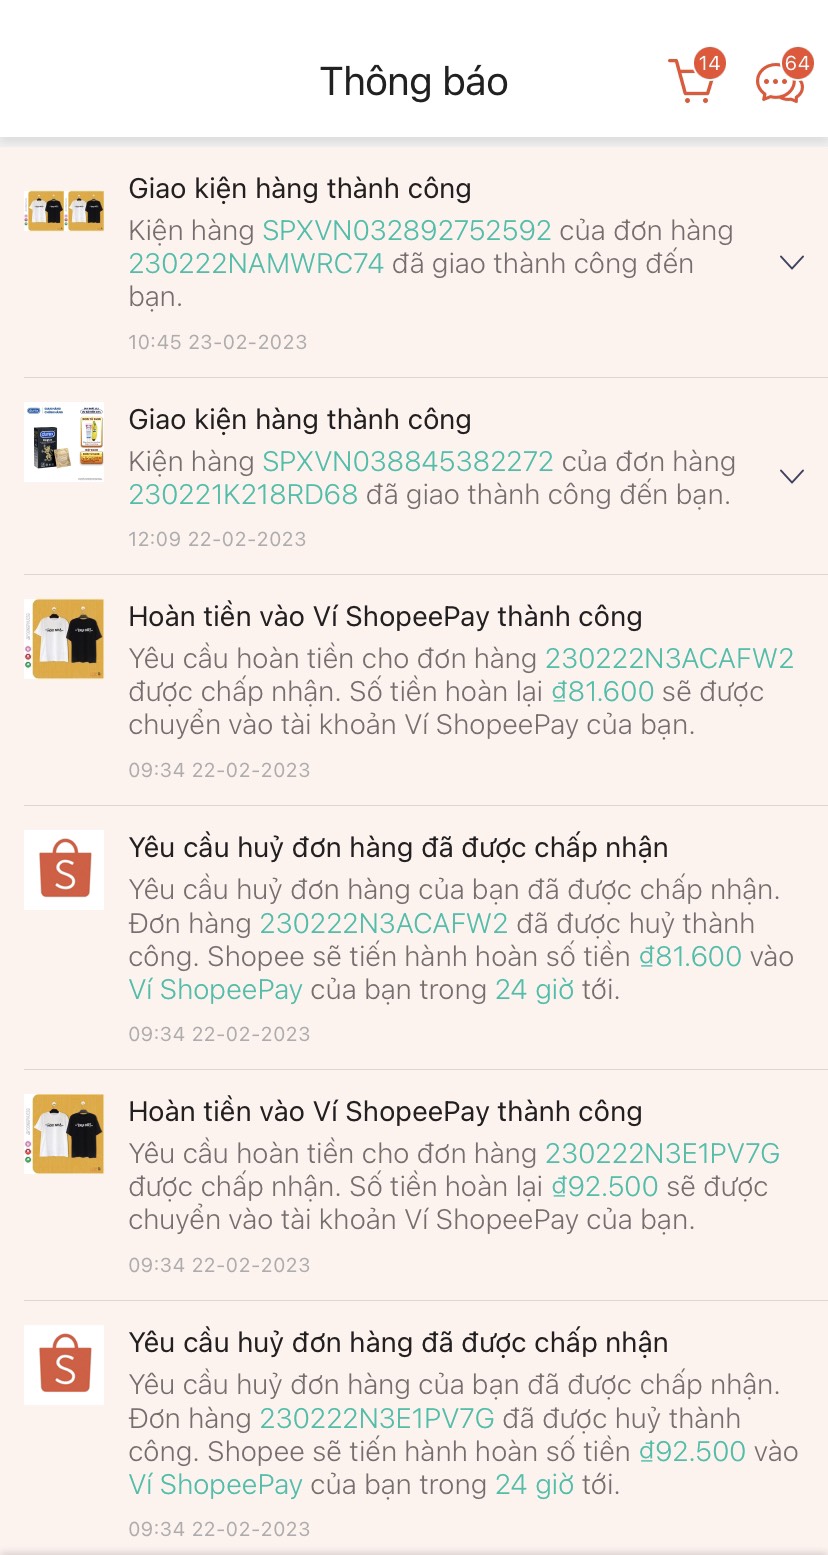 Thông báo
14
64
Giao kiện hàng thành công
Kiện hàng SPXVN032892752592 của đơn hàng
230222NAMWRC74 đã giao thành công đến
bạn.
10:45 23-02-2023
Giao kiện hàng thành công
Kiện hàng SPXVN038845382272 của đơn hàng
230221K218RD68 đã giao thành công đến bạn.
12:09 22-02-2023
Hoàn tiền vào Ví ShopeePay thành công
Yêu cầu hoàn tiền cho đơn hàng 230222N3ACAFW2
được chấp nhận. Số tiền hoàn lại ₫81.600 sẽ được
chuyển vào tài khoản Ví ShopeePay của bạn.
09:34 22-02-2023
S
Yêu cầu huỷ đơn hàng đã được chấp nhận
Yêu cầu huỷ đơn hàng của bạn đã được chấp nhận.
Đơn hàng 230222N3ACAFW2 đã được huỷ thành
công. Shopee sẽ tiến hành hoàn số tiền ₫81.600 vào
Ví ShopeePay của bạn trong 24 giờ tới.
09:34 22-02-2023
Hoàn tiền vào Ví ShopeePay thành công
Yêu cầu hoàn tiền cho đơn hàng 230222N3E1PV7G
được chấp nhận. Số tiền hoàn lại ₫92.500 sẽ được
chuyển vào tài khoản Ví ShopeePay của bạn.
09:34 22-02-2023
S
Yêu cầu huỷ đơn hàng đã được chấp nhận
Yêu cầu huỷ đơn hàng của bạn đã được chấp nhận.
Đơn hàng 230222N3E1PV7G đã được huỷ thành
công. Shopee sẽ tiến hành hoàn số tiền ₫92.500 vào
Ví ShopeePay của bạn trong 24 giờ tới.
09:34 22-02-2023